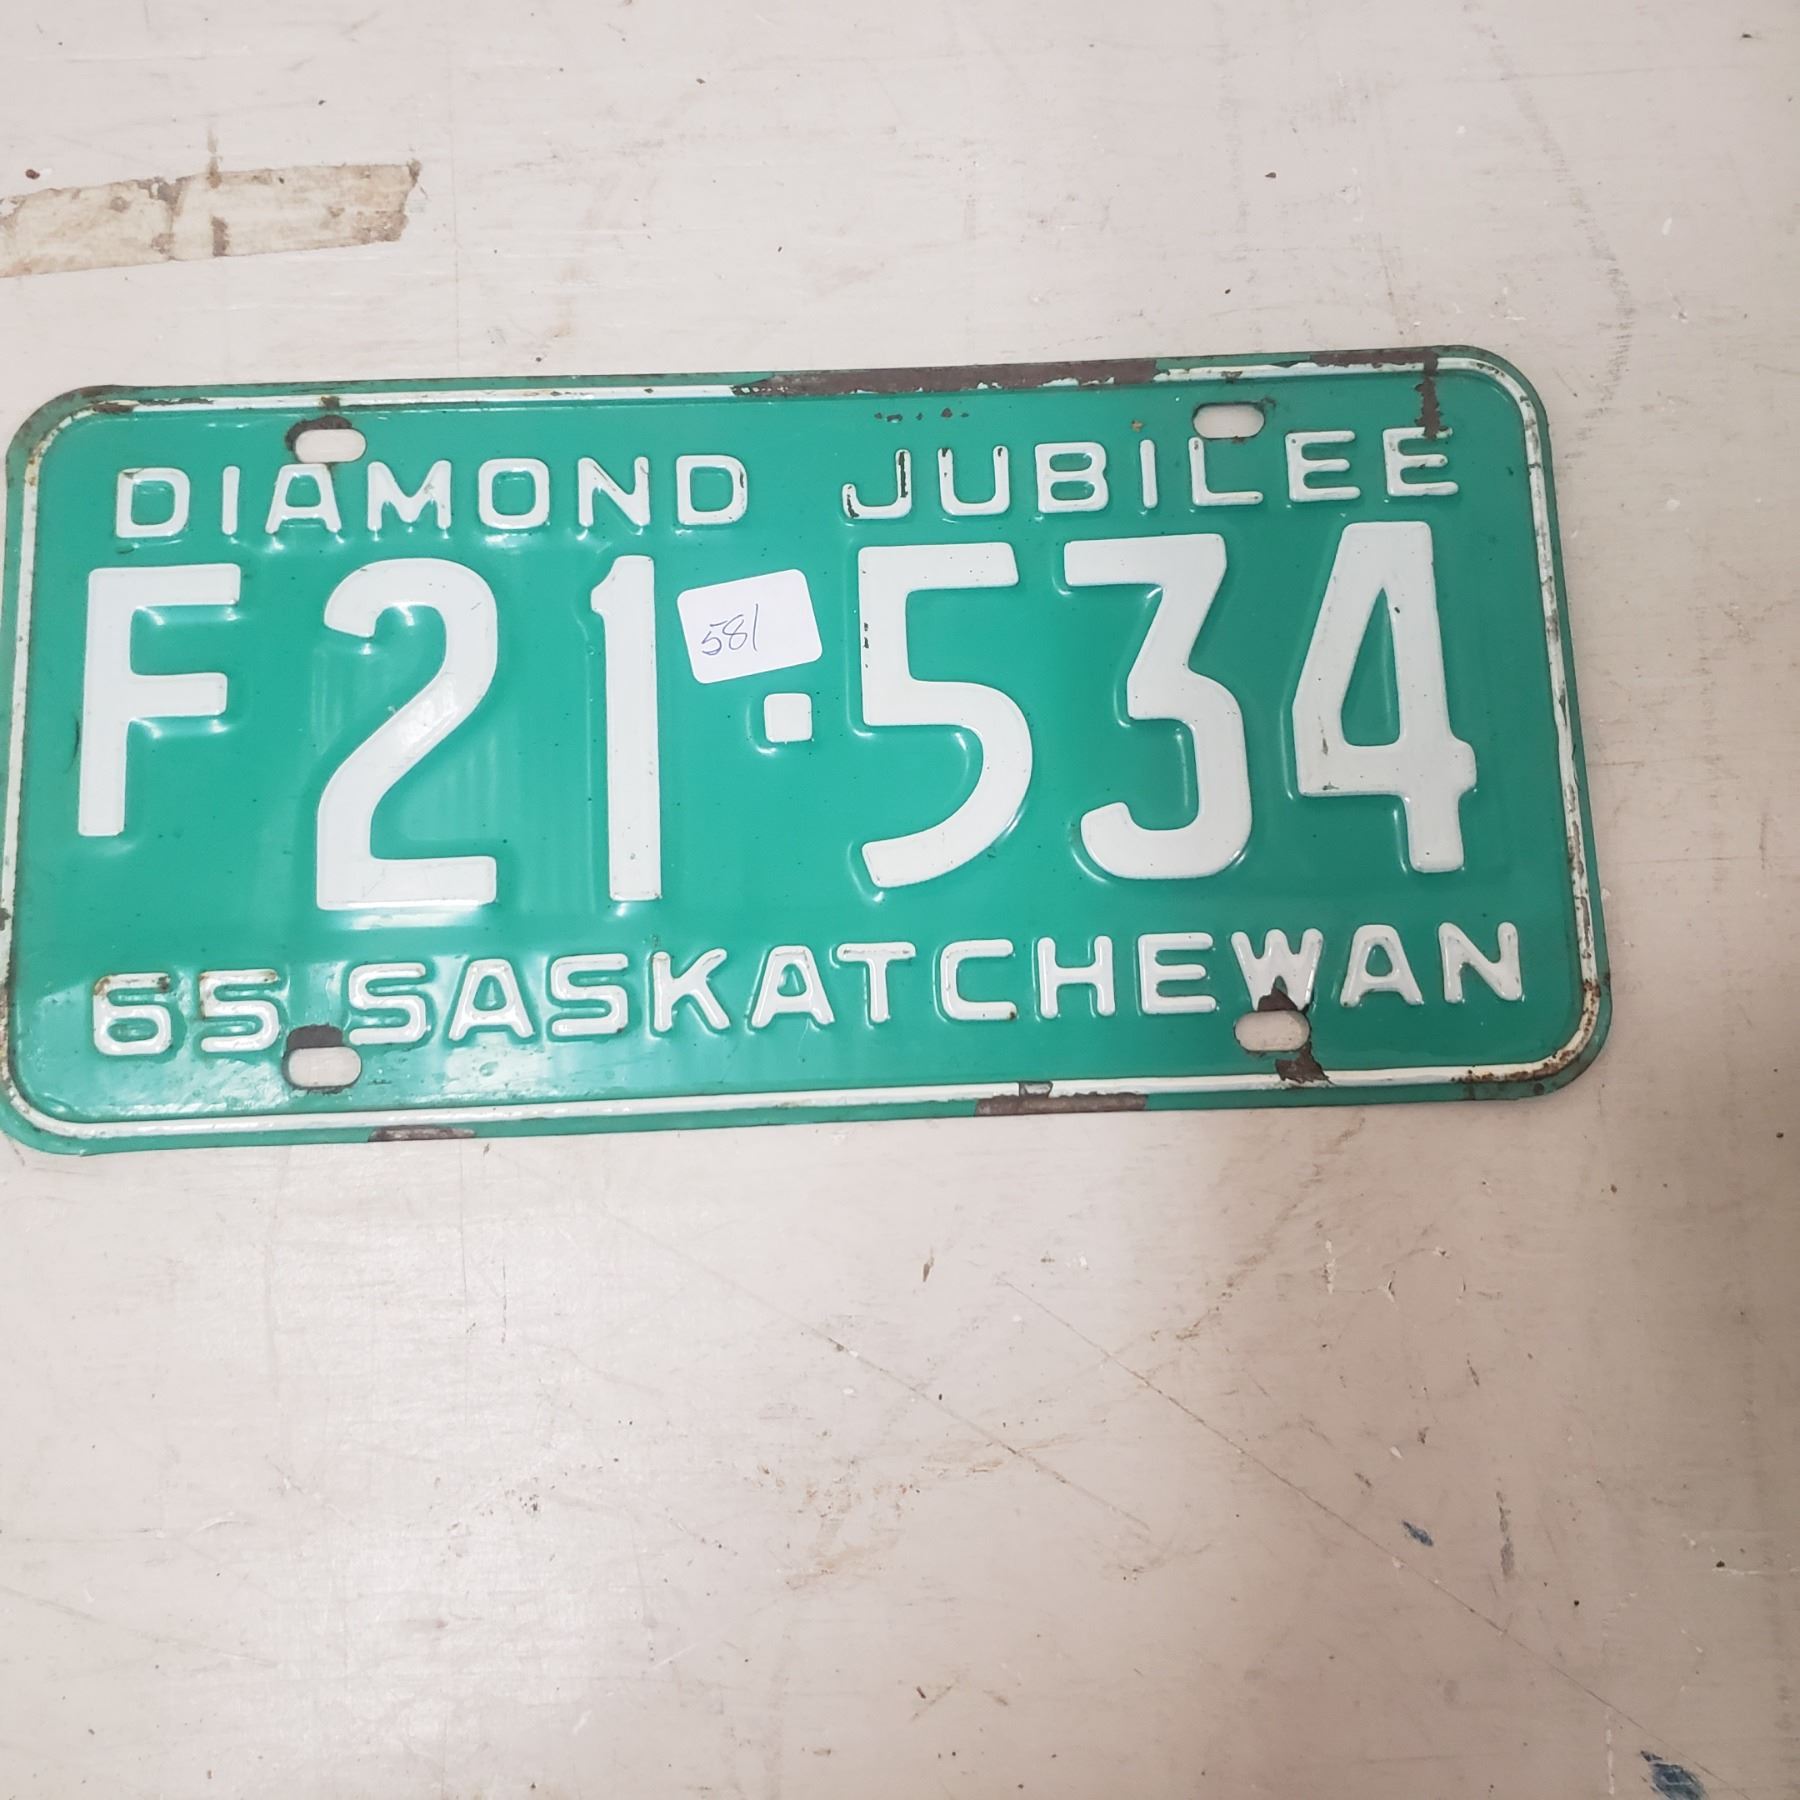 DIAMOND JUBILEE
F21·534
581
65 SASKATCHEWAN